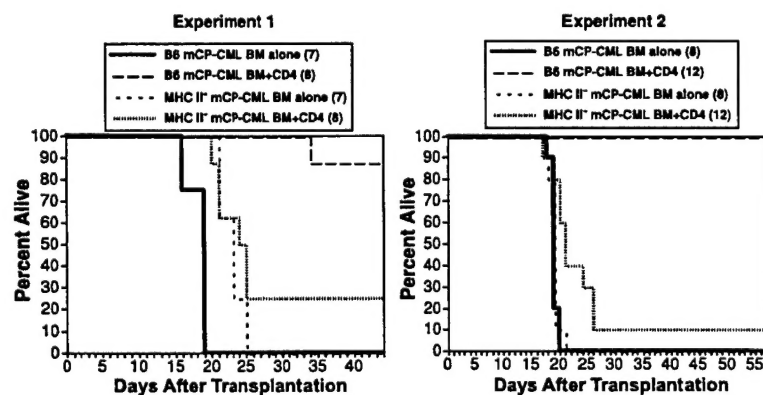 Experiment 1
B6 mCP-CML BM alone (7)
B6 mCP-CML BM+CD4 (8)
MHC II- mCP-CML BM alone (7)
MHC II- mCP-CML BM+CD4 (8)
Percent Alive
100
90
80
70
60
50
40
30
20
10
0
0 5 10 15 20 25 30 35 40
Days After Transplantation
Experiment 2
B6 mCP-CML BM alone (8)
B6 mCP-CML BM+CD4 (12)
MHC II- mCP-CML BM alone (8)
MHC II- mCP-CML BM+CD4 (12)
Percent Alive
100
90
80
70
60
50
40
30
20
10
0
0 5 10 15 20 25 30 35 40 45 50 55
Days After Transplantation